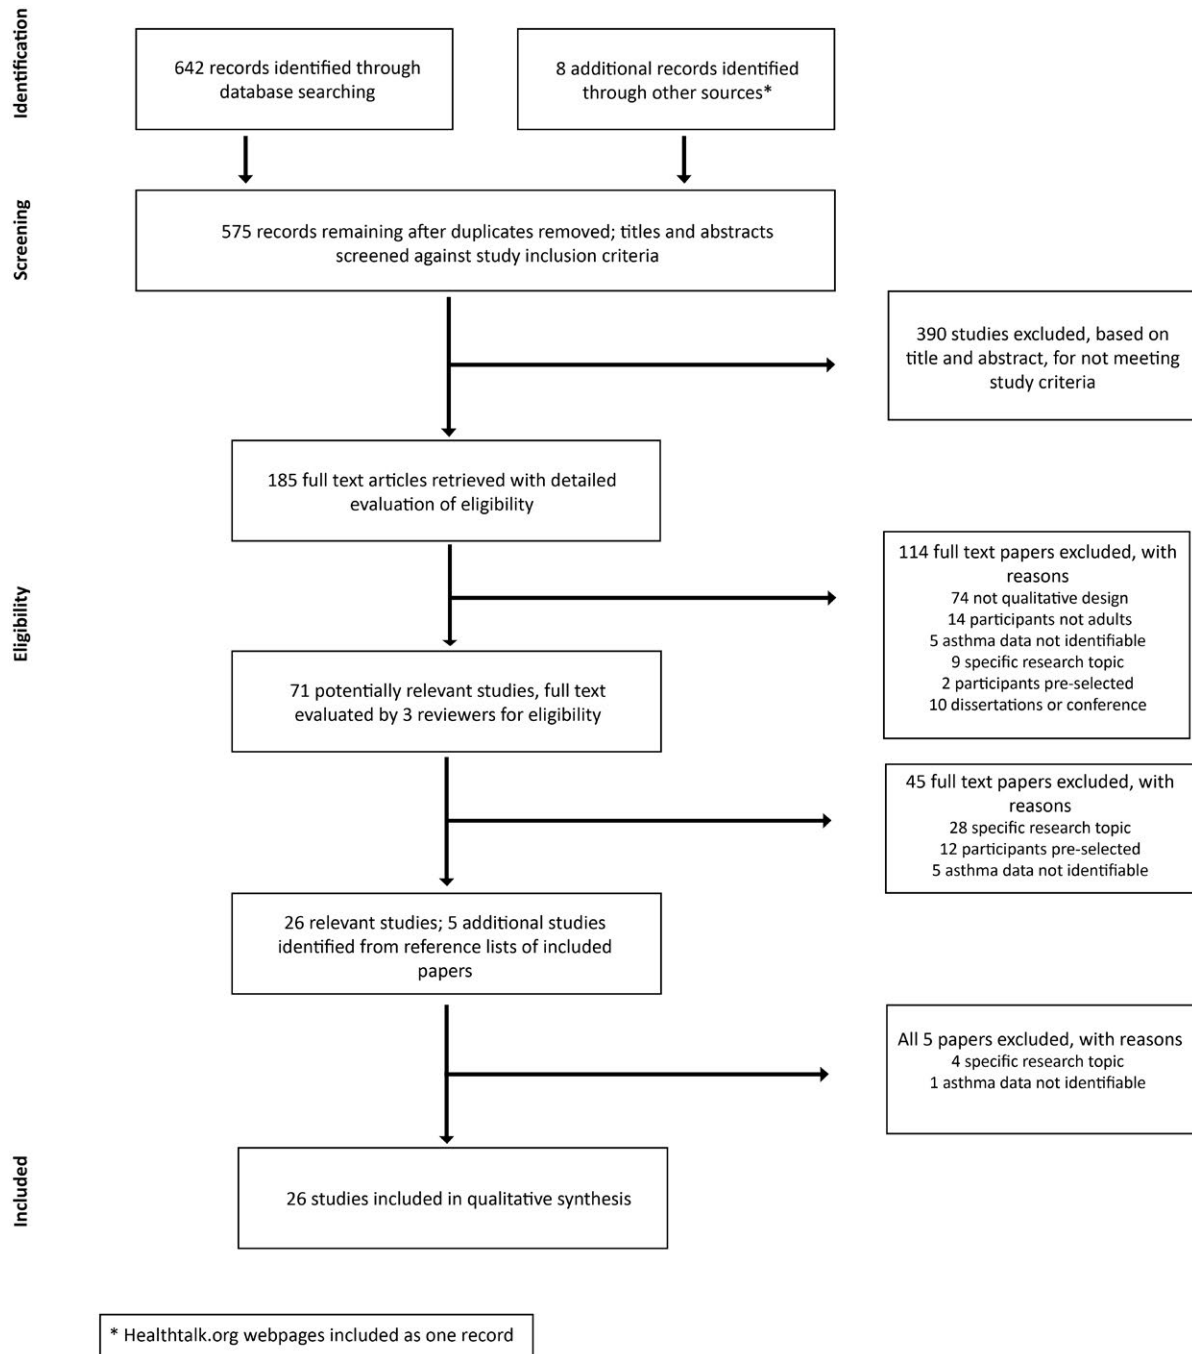 Identification
642 records identified through
database searching
8 additional records identified
through other sources*
Screening
575 records remaining after duplicates removed; titles and abstracts
screened against study inclusion criteria
390 studies excluded, based on
title and abstract, for not meeting
study criteria
185 full text articles retrieved with detailed
evaluation of eligibility
Eligibility
114 full text papers excluded, with
reasons
74 not qualitative design
14 participants not adults
5 asthma data not identifiable
9 specific research topic
2 participants pre-selected
10 dissertations or conference
71 potentially relevant studies, full text
evaluated by 3 reviewers for eligibility
45 full text papers excluded, with
reasons
28 specific research topic
12 participants pre-selected
5 asthma data not identifiable
26 relevant studies; 5 additional studies
identified from reference lists of included
papers
All 5 papers excluded, with reasons
4 specific research topic
1 asthma data not identifiable
Included
26 studies included in qualitative synthesis
* Healthtalk.org webpages included as one record